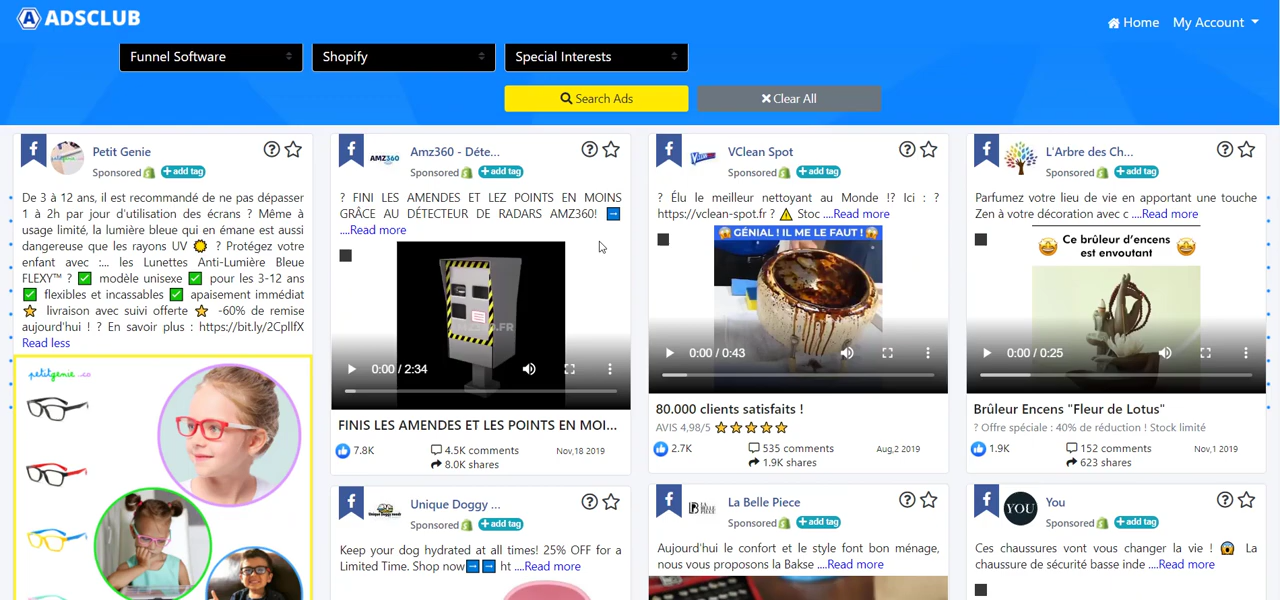 ADSCLUB
Home
My Account
Funnel Software
Shopify
Special Interests
Search Ads
Clear All
Petit Genie
Sponsored
+ add tag
De 3 à 12 ans, il est recommandé de ne pas dépasser
1 à 2h par jour d'utilisation des écrans ? Même à
usage limité, la lumière bleue qui en émane est aussi
dangereuse que les rayons UV 🌟 ? Protégez votre
enfant avec :... les Lunettes Anti-Lumière Bleue
FLEXY™ ? ✅ modèle unisexe ✅ pour les 3-12 ans
✅ flexibles et incassables ✅ apaisement immédiat
⭐ livraison avec suivi offerte ⭐ -60% de remise
aujourd'hui ! ? En savoir plus : https://bit.ly/2CpllfX
Read less
petitgenie.co
AMZ360
Amz360 - Déte...
Sponsored
+ add tag
? FINI LES AMENDES ET LEZ POINTS EN MOINS
GRÂCE AU DÉTECTEUR DE RADARS AMZ360! ➡
...Read more
AMZ360.FR
0:00 / 2:34
FINIS LES AMENDES ET LES POINTS EN MOI...
7.8K
4.5K comments
8.0K shares
Nov,18 2019
VClean Spot
Sponsored
+ add tag
? Élu le meilleur nettoyant au Monde !? Ici : ?
https://vclean-spot.fr ? ⚠ Stoc ....Read more
😱 GÉNIAL ! IL ME LE FAUT ! 😱
0:00 / 0:43
80.000 clients satisfaits !
AVIS 4,98/5 ⭐⭐⭐⭐⭐
2.7K
535 comments
1.9K shares
Aug,2 2019
L'Arbre des Ch...
Sponsored
+ add tag
Parfumez votre lieu de vie en apportant une touche
Zen à votre décoration avec c ....Read more
🤩 Ce brûleur d'encens 🤩
est envoutant
0:00 / 0:25
Brûleur Encens "Fleur de Lotus"
? Offre spéciale : 40% de réduction ! Stock limité
1.9K
152 comments
623 shares
Nov,1 2019
Unique Doggy ...
Sponsored
+ add tag
Keep your dog hydrated at all times! 25% OFF for a
Limited Time. Shop now➡ ➡ ht ....Read more
La Belle Piece
Sponsored
+ add tag
Aujourd'hui le confort et le style font bon ménage,
nous vous proposons la Bakse ....Read more
YOU
You
Sponsored
+ add tag
Ces chaussures vont vous changer la vie ! 😱 La
chaussure de sécurité basse inde ....Read more